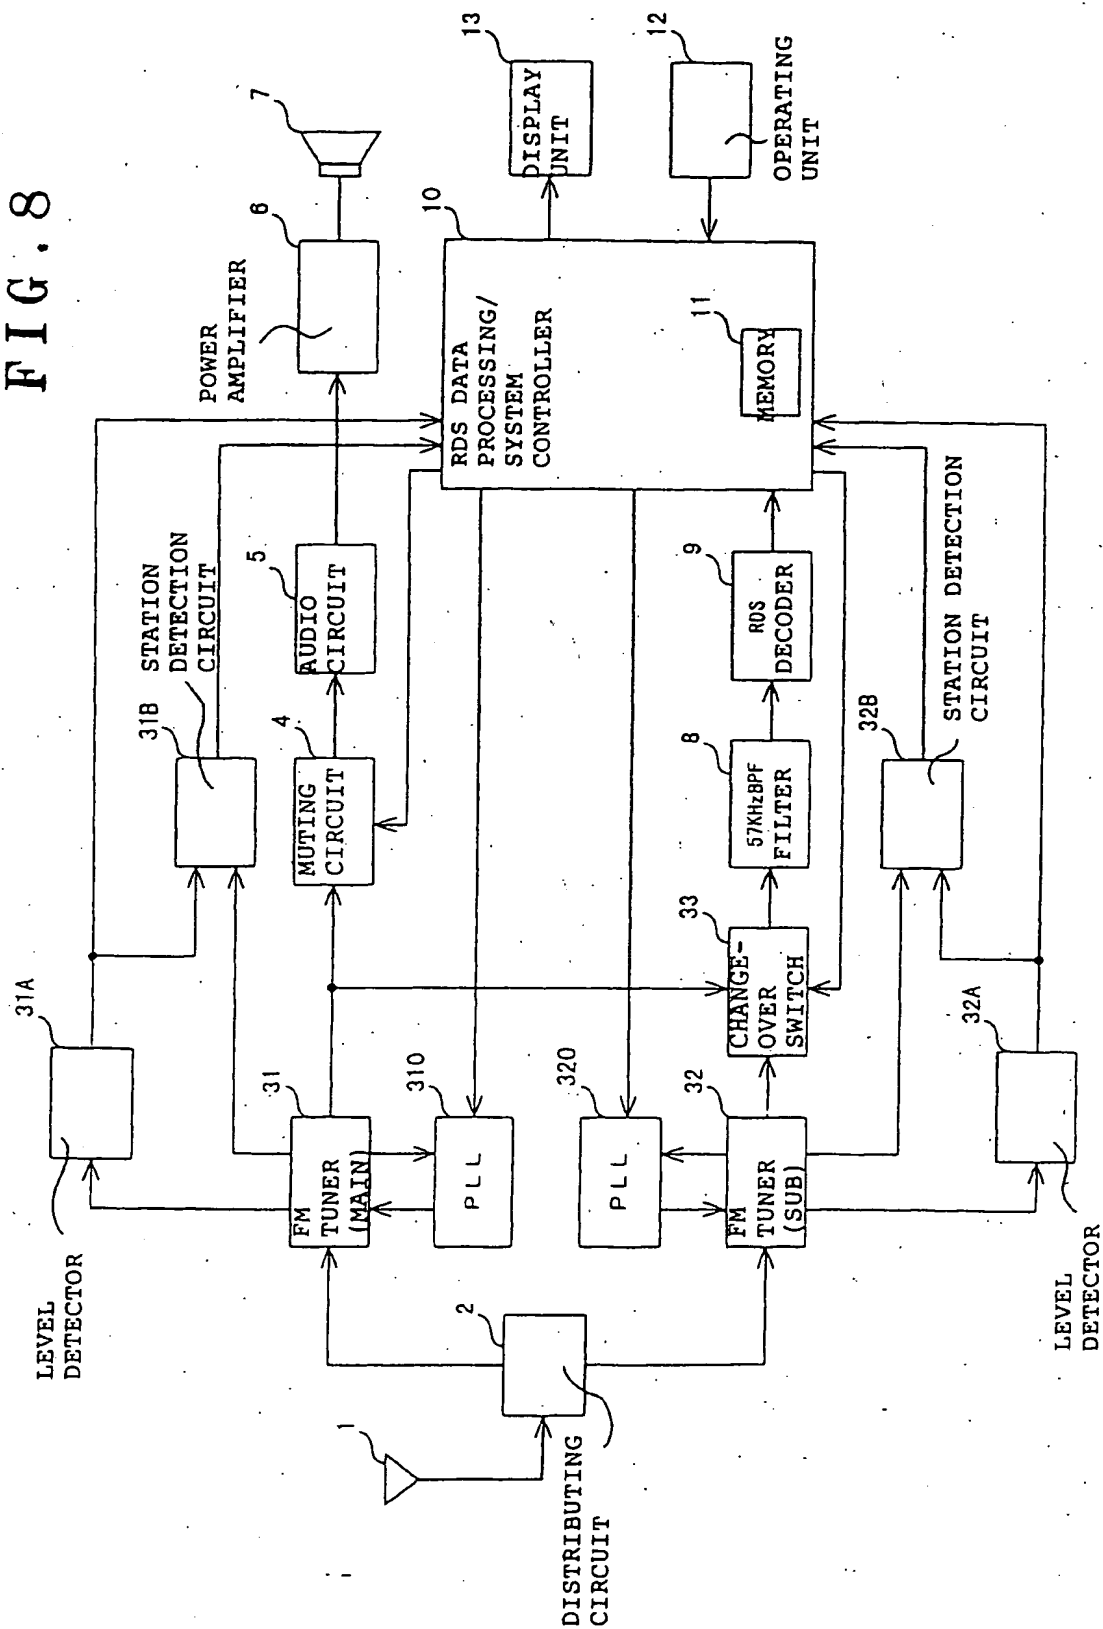 FIG. 8
1
2
DISTRIBUTING
CIRCUIT
LEVEL
DETECTOR
31A
31B
STATION
DETECTION
CIRCUIT
31
FM
TUNER
(MAIN)
310
PLL
4
MUTING
CIRCUIT
5
AUDIO
CIRCUIT
POWER
AMPLIFIER
6
7
10
RDS DATA
PROCESSING/
SYSTEM
CONTROLLER
11
MEMORY
13
DISPLAY
UNIT
12
OPERATING
UNIT
320
PLL
32
FM
TUNER
(SUB)
33
CHANGE-
OVER
SWITCH
8
57KHzBPF
FILTER
9
RDS
DECODER
32B
STATION DETECTION
CIRCUIT
32A
LEVEL
DETECTOR